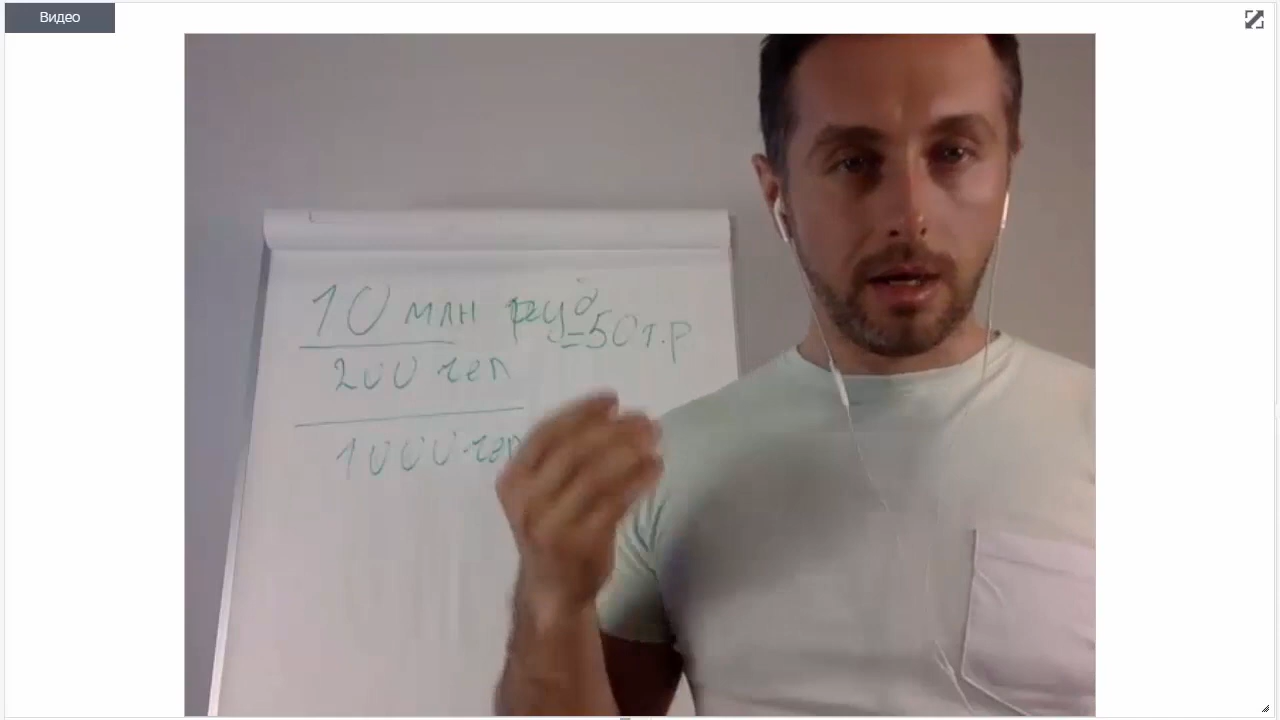 Видео
10 млн руб
=50 т.р
200 чел
1000 чел